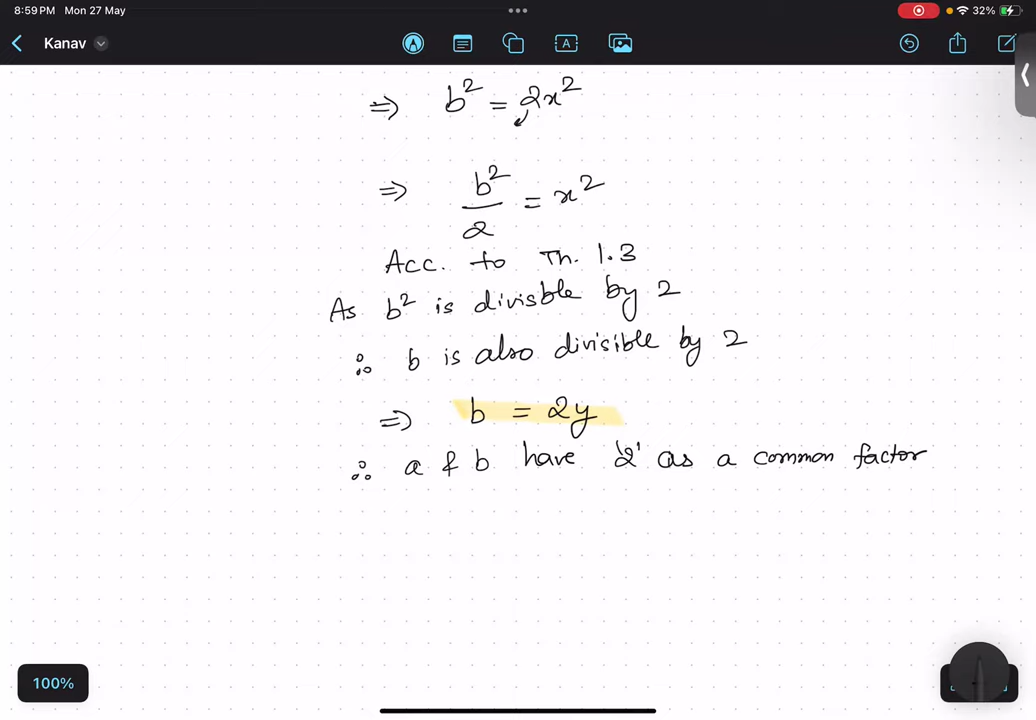 8:59 PM Mon 27 May
32%
Kanav
A
⇒ b² = 2x²
⇒ b²/2 = x²
Acc. to Th. 1.3
As b² is divisble by 2
∴ b is also divisible by 2
⇒ b = 2y
∴ a & b have '2' as a common factor
100%